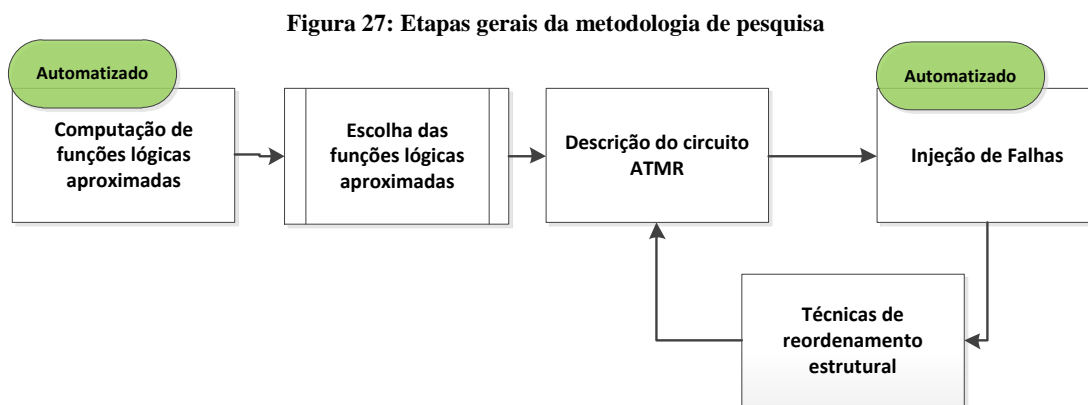 Figura 27: Etapas gerais da metodologia de pesquisa
Automatizado
Computação de
funções lógicas
aproximadas
Escolha das
funções lógicas
aproximadas
Descrição do circuito
ATMR
Automatizado
Injeção de Falhas
Técnicas de
reordenamento
estrutural